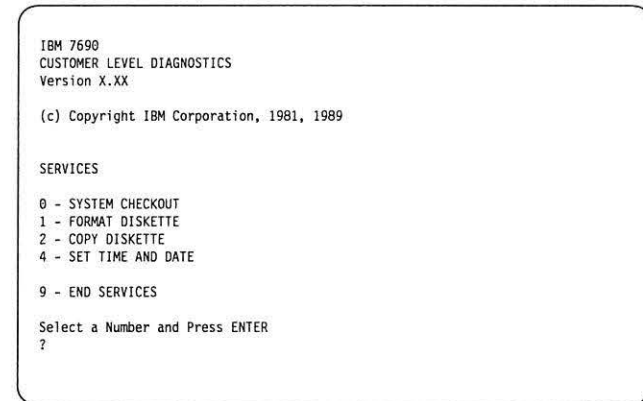 IBM 7690
CUSTOMER LEVEL DIAGNOSTICS
Version X.XX
(c) Copyright IBM Corporation, 1981, 1989
SERVICES
0 - SYSTEM CHECKOUT
1 - FORMAT DISKETTE
2 - COPY DISKETTE
4 - SET TIME AND DATE
9 - END SERVICES
Select a Number and Press ENTER
?